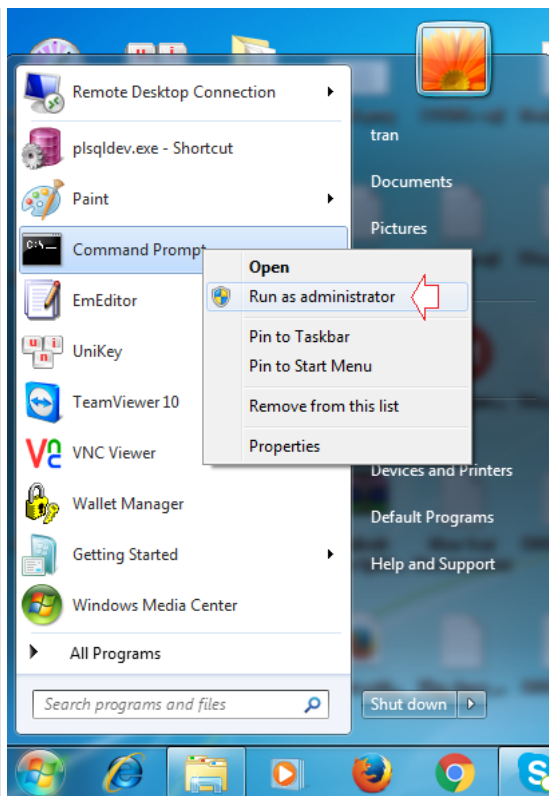 Remote Desktop Connection
plsqldev.exe - Shortcut
Paint
Command Prompt
EmEditor
UniKey
TeamViewer 10
VNC Viewer
Wallet Manager
Getting Started
Windows Media Center
All Programs
Search programs and files
Open
Run as administrator
Pin to Taskbar
Pin to Start Menu
Remove from this list
Properties
tran
Documents
Pictures
Devices and Printers
Default Programs
Help and Support
Shut down